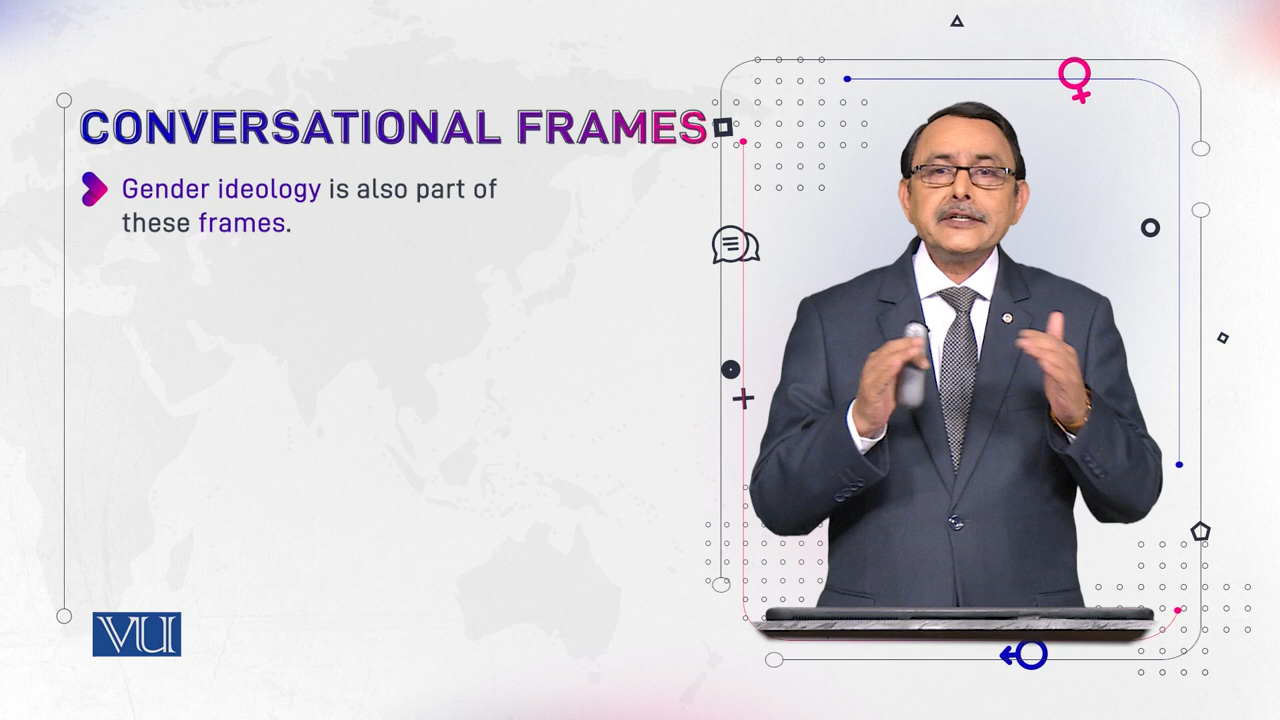 CONVERSATIONAL FRAMES
Gender ideology is also part of
these frames.
VU